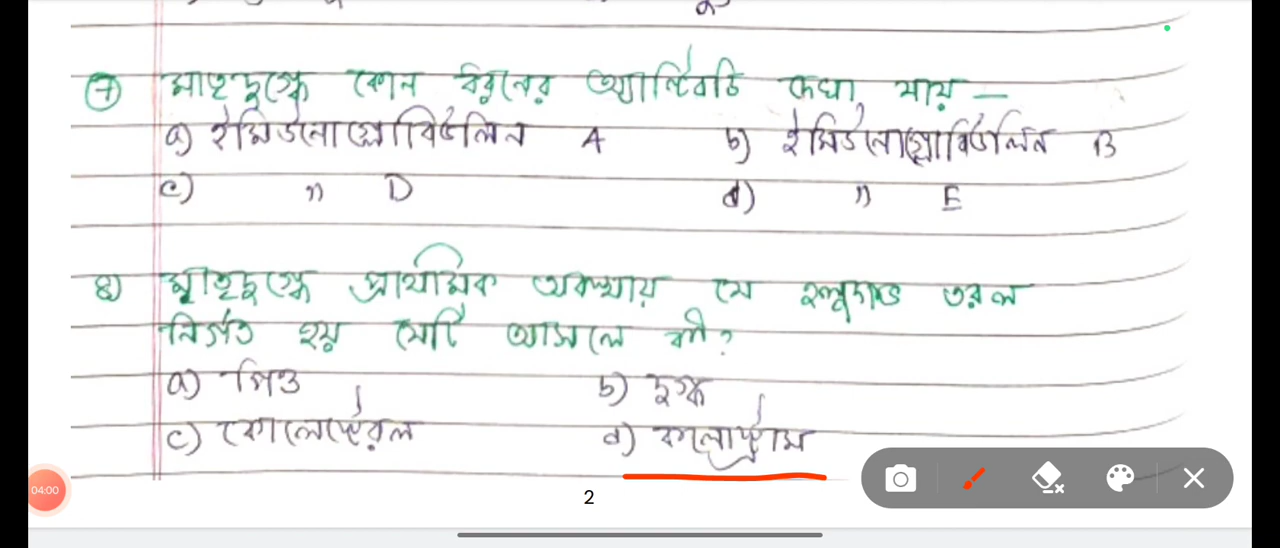 ৭ মাতৃদুগ্ধে কোন ধরনের অ্যান্টিবডি দেখা যায় —
a) ইমিউনোগ্লোবিউলিন A b) ইমিউনোগ্লোবিউলিন B
c) " D d) " E
৪) মাতৃদুগ্ধে প্রাথমিক অবস্থায় যে হলুদাভ তরল
নির্গত হয় সেটি আসলে কী?
a) পিত্ত b) দুগ্ধ
c) কোলেস্টেরল d) কলোস্ট্রাম
04:00
2